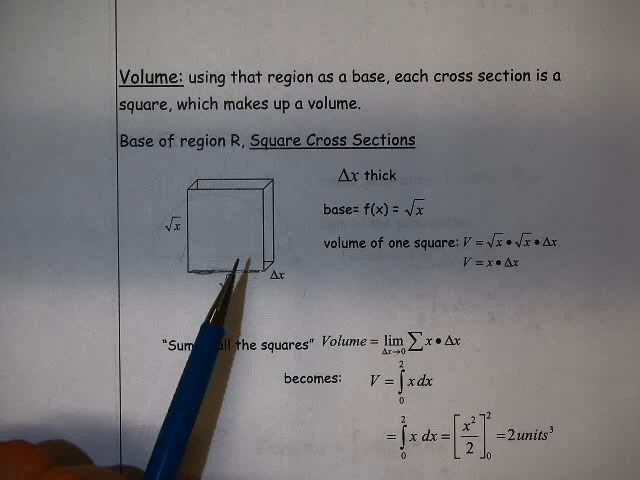 Volume: using that region as a base, each cross section is a
square, which makes up a volume.
Base of region R, Square Cross Sections
Δx thick
√x
base= f(x) = √x
volume of one square: V = √x • √x • Δx
V = x • Δx
Δx
"Sum all the squares" Volume = lim Δx→0 ∑ x • Δx
becomes: V = ∫₀² x dx
= ∫₀² x dx = [x²/2]₀² = 2units³